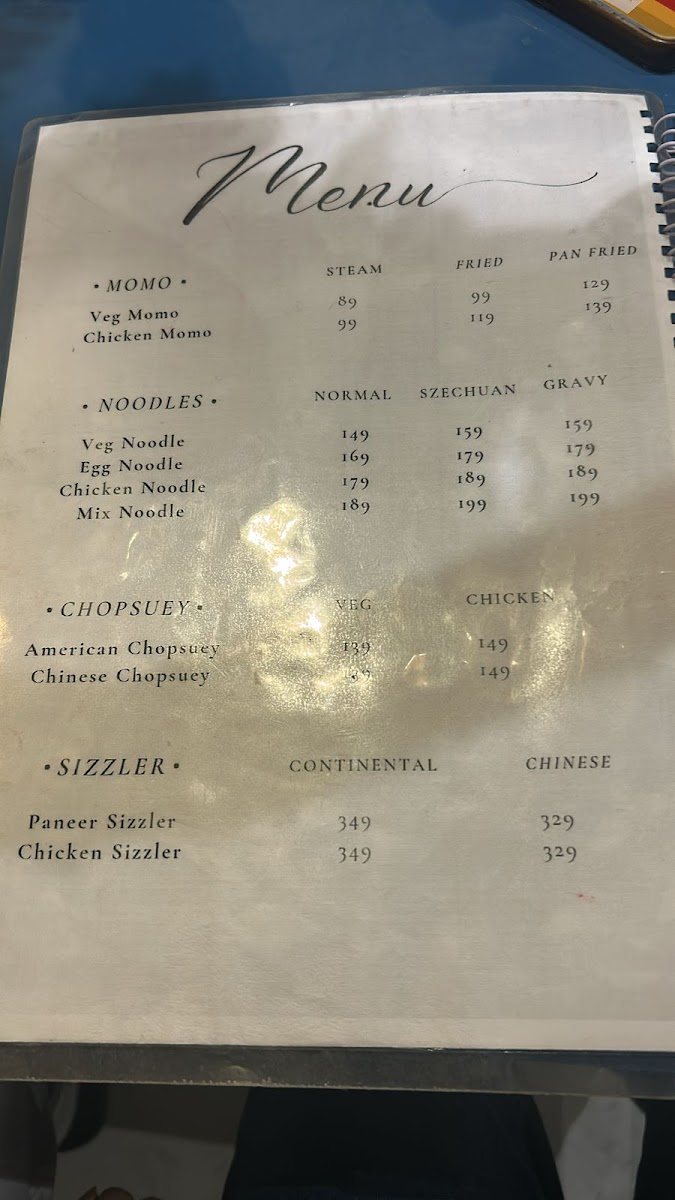 Menu
• MOMO • STEAM FRIED PAN FRIED
Veg Momo 89 99 129
Chicken Momo 99 119 139
• NOODLES • NORMAL SZECHUAN GRAVY
Veg Noodle 149 159 159
Egg Noodle 169 179 179
Chicken Noodle 179 189 189
Mix Noodle 189 199 199
• CHOPSUEY • VEG CHICKEN
American Chopsuey 139 149
Chinese Chopsuey 149
• SIZZLER • CONTINENTAL CHINESE
Paneer Sizzler 349 329
Chicken Sizzler 349 329